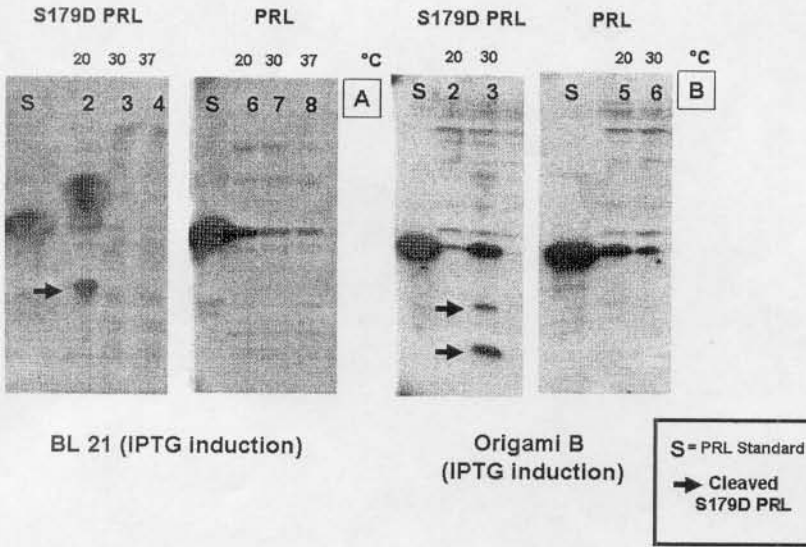 S179D PRL
PRL
S179D PRL
PRL
20 30 37
20 30 37
°C
20 30
20 30
°C
S 2 3 4
S 6 7 8
A
S 2 3
S 5 6
B
BL 21 (IPTG induction)
Origami B
(IPTG induction)
S = PRL Standard
Cleaved
S179D PRL